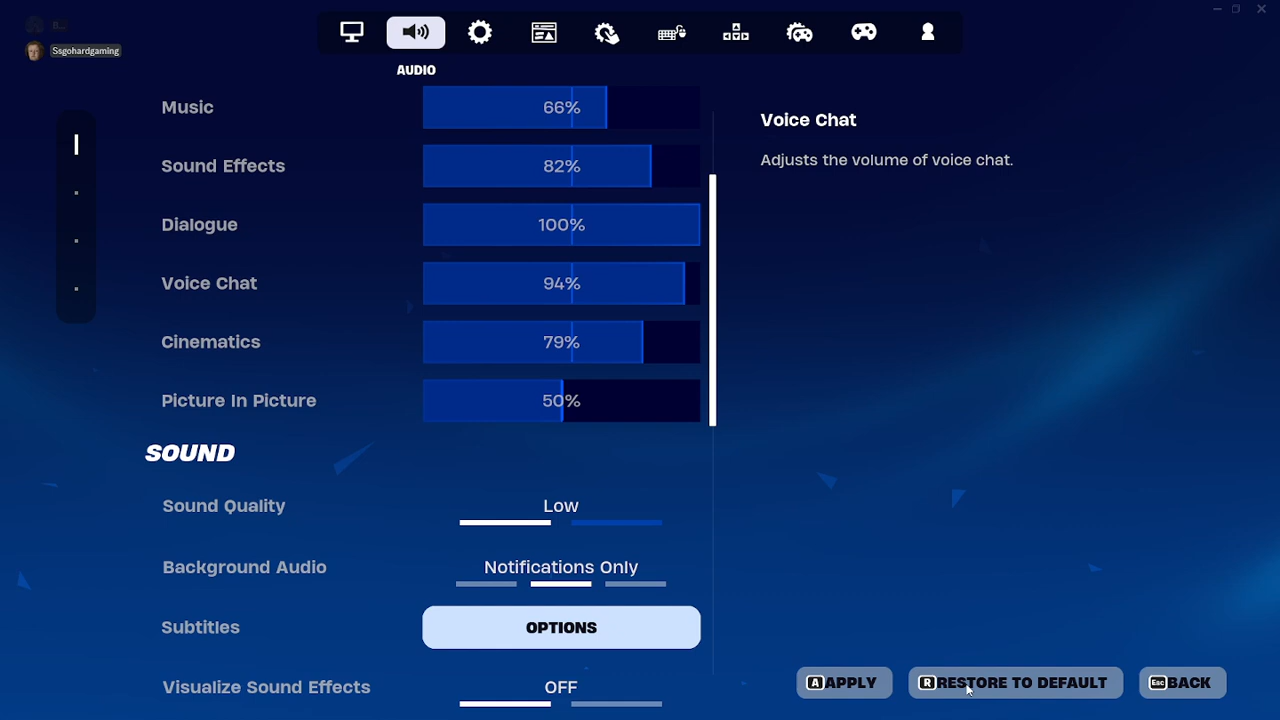 B...
Ssgohardgaming
AUDIO
Music 66%
Sound Effects 82%
Dialogue 100%
Voice Chat 94%
Cinematics 79%
Picture In Picture 50%
SOUND
Sound Quality Low
Background Audio Notifications Only
Subtitles OPTIONS
Visualize Sound Effects OFF
Voice Chat
Adjusts the volume of voice chat.
A APPLY R RESTORE TO DEFAULT Esc BACK